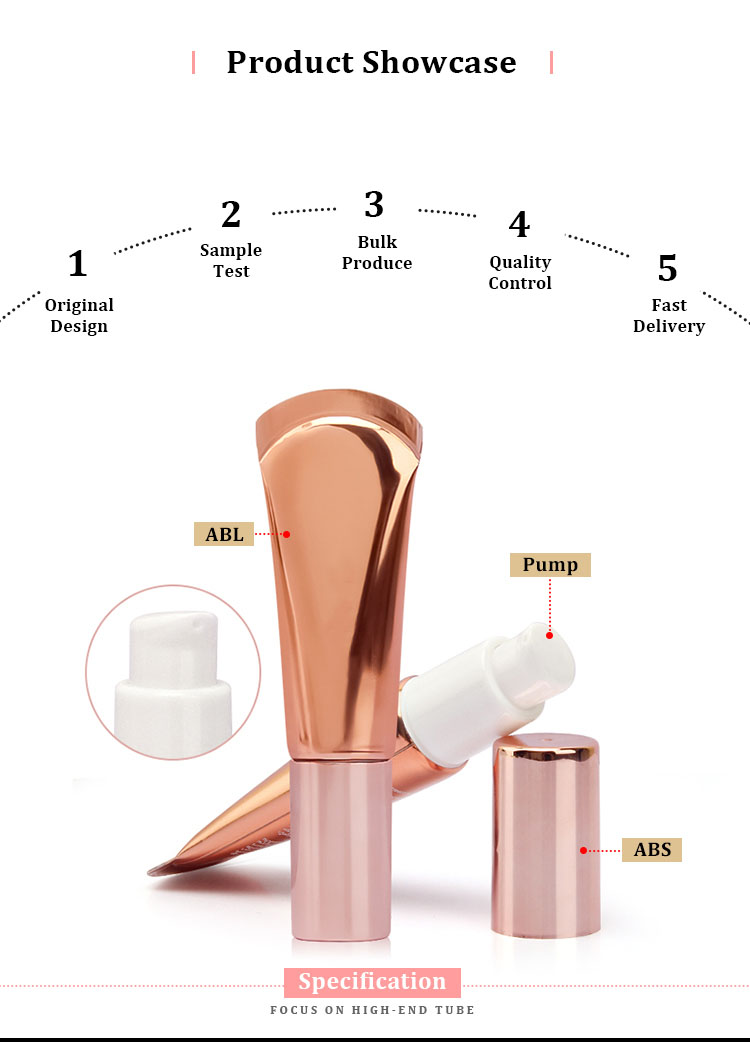 Product Showcase
1
Original
Design
2
Sample
Test
3
Bulk
Produce
4
Quality
Control
5
Fast
Delivery
ABL
Pump
ABS
Specification
FOCUS ON HIGH-END TUBE